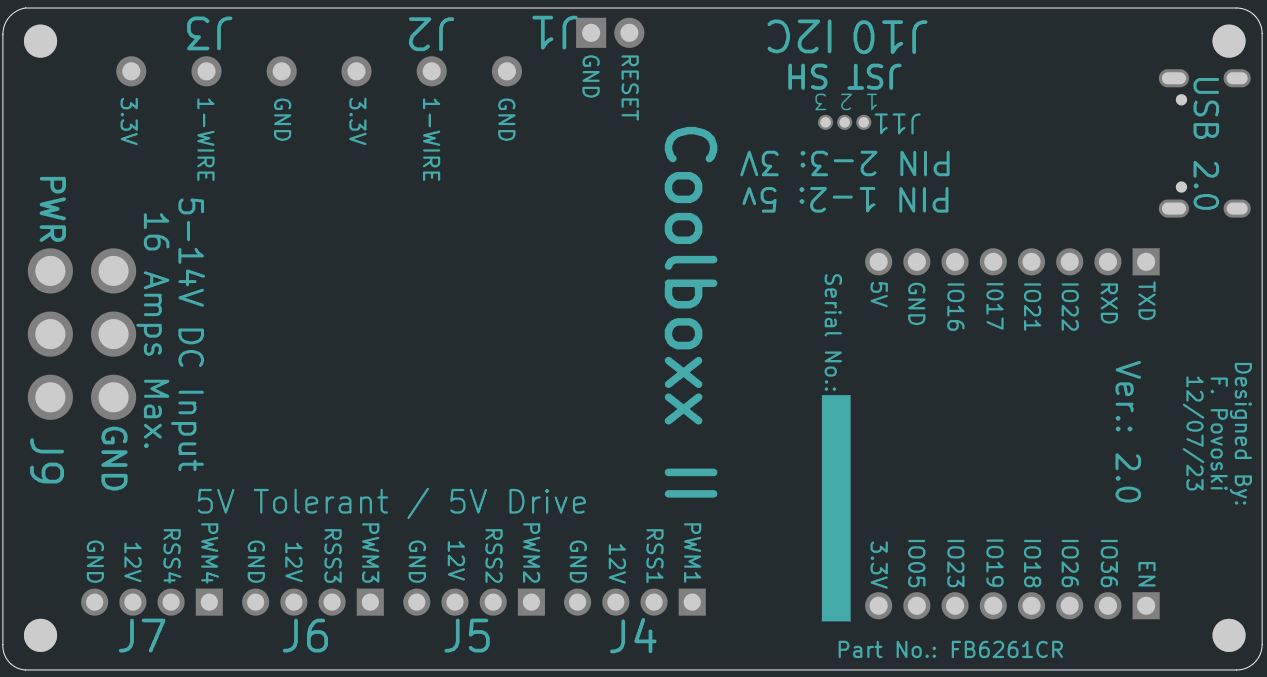 Designed By:
F. Povoski
12/07/23
USB 2.0
Ver.: 2.0
TXD
RXD
IO22
IO21
IO17
IO16
GND
5V
EN
IO36
IO26
IO18
IO19
IO23
IO05
3.3V
Part No.: FB6261CR
Serial No.:
J10 I2C
JST SH
J11
1 2 3
PIN 1-2: 5v
PIN 2-3: 3V
Coolboxx II
RESET
GND
J1
GND
1-WIRE
3.3V
J2
GND
1-WIRE
3.3V
J3
PWM1
RSS1
12V
GND
J4
PWM2
RSS2
12V
GND
J5
PWM3
RSS3
12V
GND
J6
PWM4
RSS4
12V
GND
J7
5V Tolerant / 5V Drive
5-14V DC Input
16 Amps Max.
GND
PWR
J9